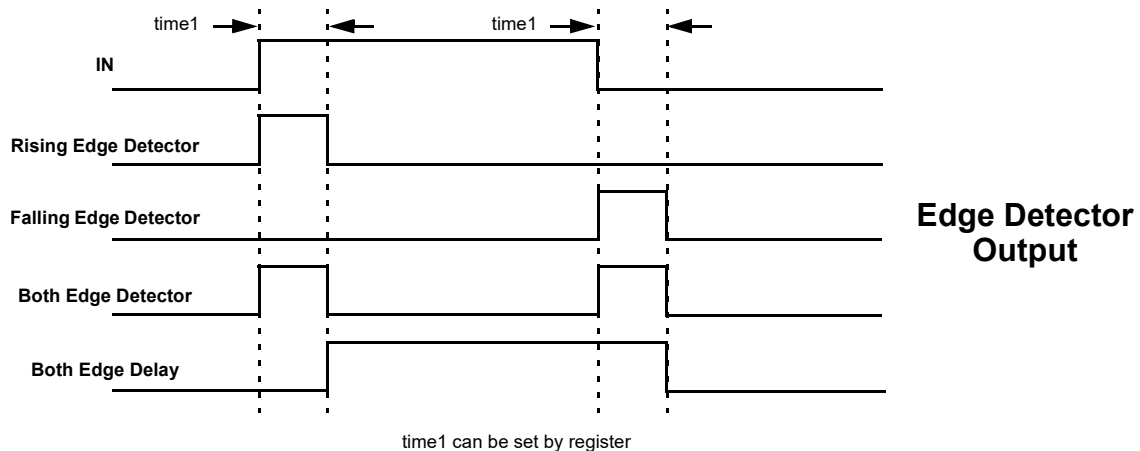 time1
time1
IN
Rising Edge Detector
Falling Edge Detector
Edge Detector
Output
Both Edge Detector
Both Edge Delay
time1 can be set by register